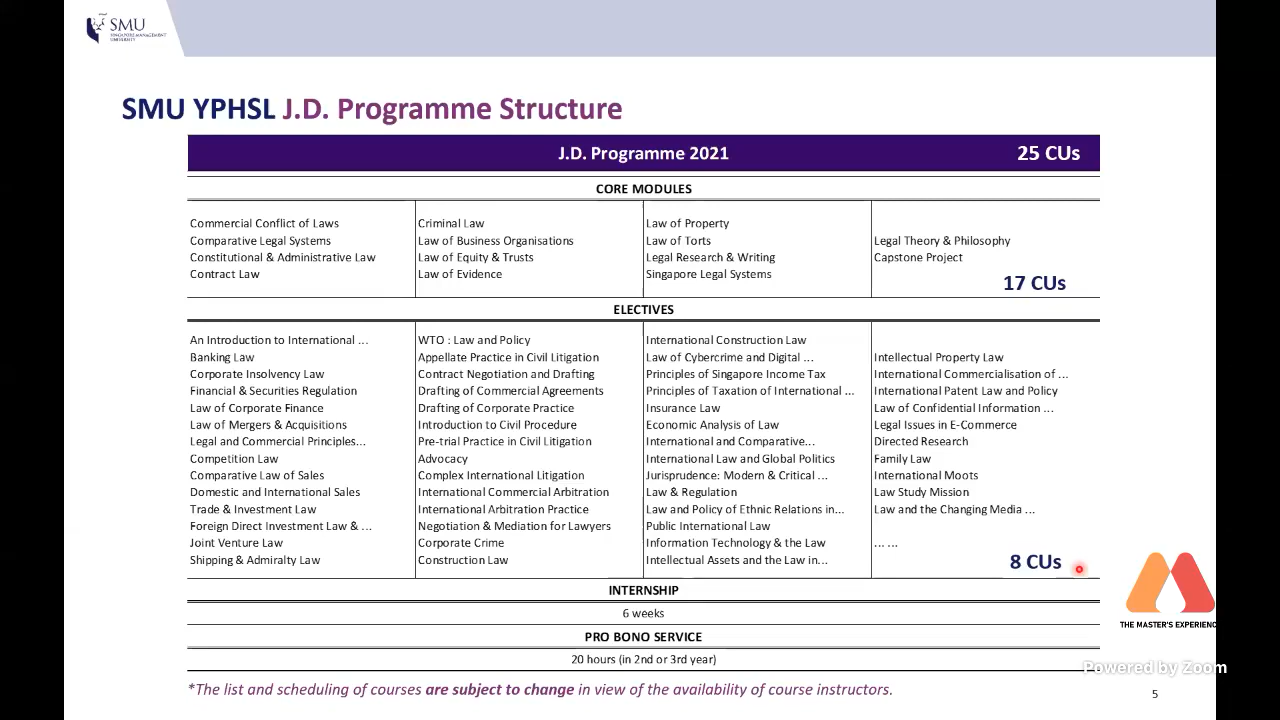 SMU
SINGAPORE MANAGEMENT
UNIVERSITY
SMU YPHSL J.D. Programme Structure
J.D. Programme 2021 25 CUs
CORE MODULES
Commercial Conflict of Laws
Comparative Legal Systems
Constitutional & Administrative Law
Contract Law
Criminal Law
Law of Business Organisations
Law of Equity & Trusts
Law of Evidence
Law of Property
Law of Torts
Legal Research & Writing
Singapore Legal Systems
Legal Theory & Philosophy
Capstone Project
17 CUs
ELECTIVES
An Introduction to International ...
Banking Law
Corporate Insolvency Law
Financial & Securities Regulation
Law of Corporate Finance
Law of Mergers & Acquisitions
Legal and Commercial Principles...
Competition Law
Comparative Law of Sales
Domestic and International Sales
Trade & Investment Law
Foreign Direct Investment Law & ...
Joint Venture Law
Shipping & Admiralty Law
WTO : Law and Policy
Appellate Practice in Civil Litigation
Contract Negotiation and Drafting
Drafting of Commercial Agreements
Drafting of Corporate Practice
Introduction to Civil Procedure
Pre-trial Practice in Civil Litigation
Advocacy
Complex International Litigation
International Commercial Arbitration
International Arbitration Practice
Negotiation & Mediation for Lawyers
Corporate Crime
Construction Law
International Construction Law
Law of Cybercrime and Digital ...
Principles of Singapore Income Tax
Principles of Taxation of International ...
Insurance Law
Economic Analysis of Law
International and Comparative...
International Law and Global Politics
Jurisprudence: Modern & Critical ...
Law & Regulation
Law and Policy of Ethnic Relations in...
Public International Law
Information Technology & the Law
Intellectual Assets and the Law in...
Intellectual Property Law
International Commercialisation of ...
International Patent Law and Policy
Law of Confidential Information ...
Legal Issues in E-Commerce
Directed Research
Family Law
International Moots
Law Study Mission
Law and the Changing Media ...
... ...
8 CUs
INTERNSHIP
6 weeks
PRO BONO SERVICE
20 hours (in 2nd or 3rd year)
*The list and scheduling of courses are subject to change in view of the availability of course instructors.
THE MASTER'S EXPERIENC
Powered by Zoom
5